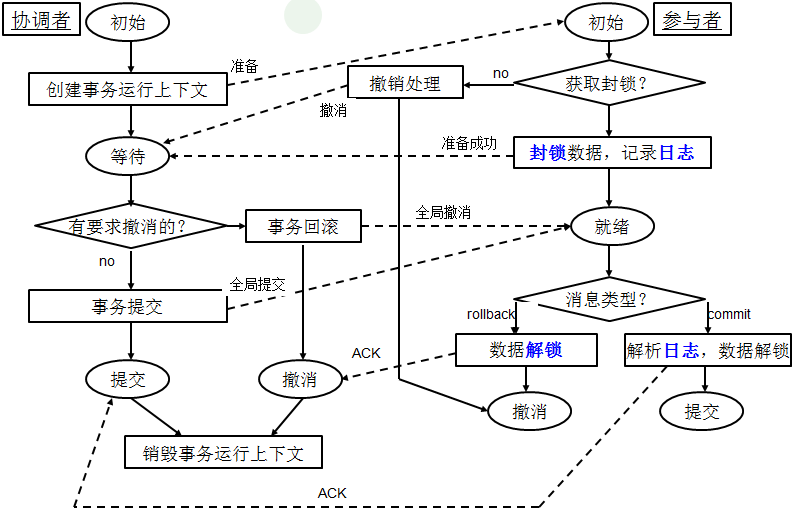 协调者
初始
初始
参与者
准备
创建事务运行上下文
撤销处理
no
获取封锁？
撤消
等待
准备成功
封锁数据，记录日志
有要求撤消的？
事务回滚
全局撤消
就绪
no
全局提交
事务提交
消息类型？
rollback
commit
ACK
数据解锁
解析日志，数据解锁
提交
撤消
撤消
提交
销毁事务运行上下文
ACK